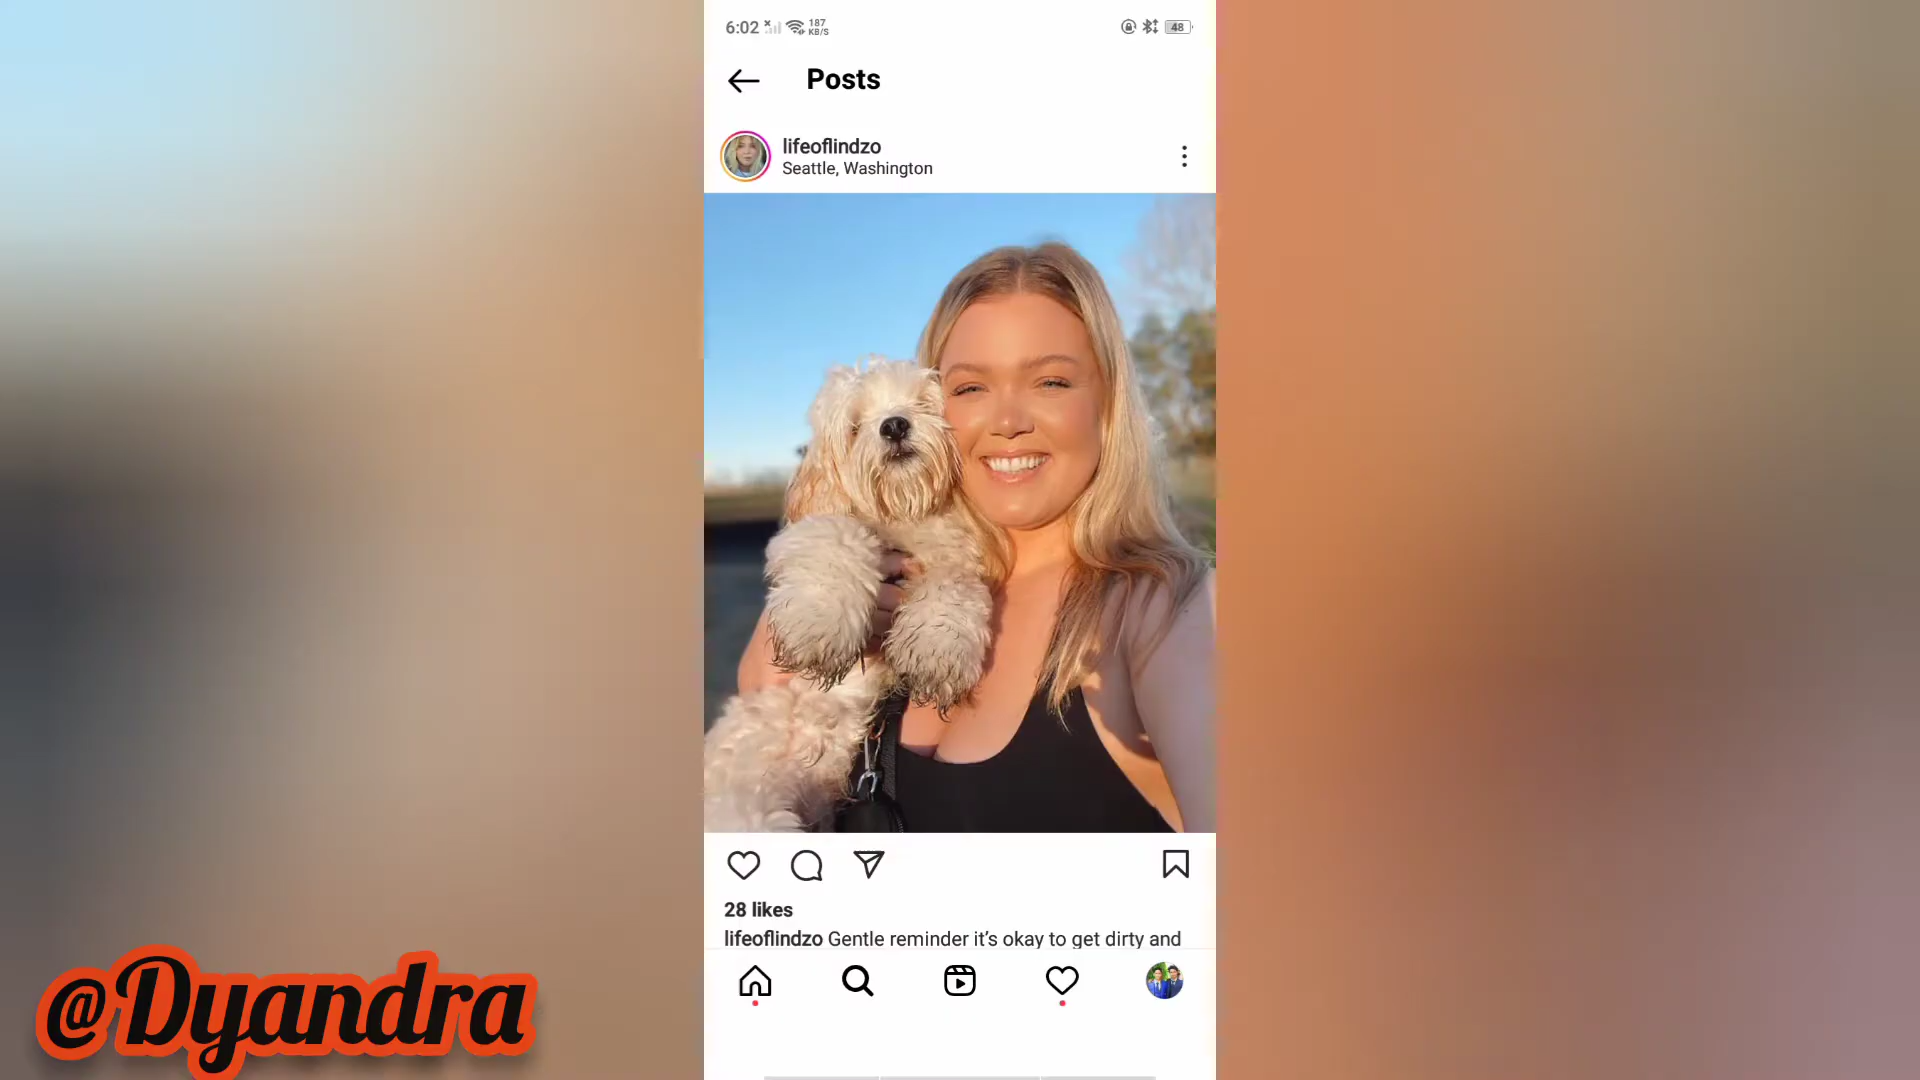 6:02
187
KB/S
48
Posts
lifeoflindzo
Seattle, Washington
28 likes
lifeoflindzo Gentle reminder it’s okay to get dirty and
@Dyandra